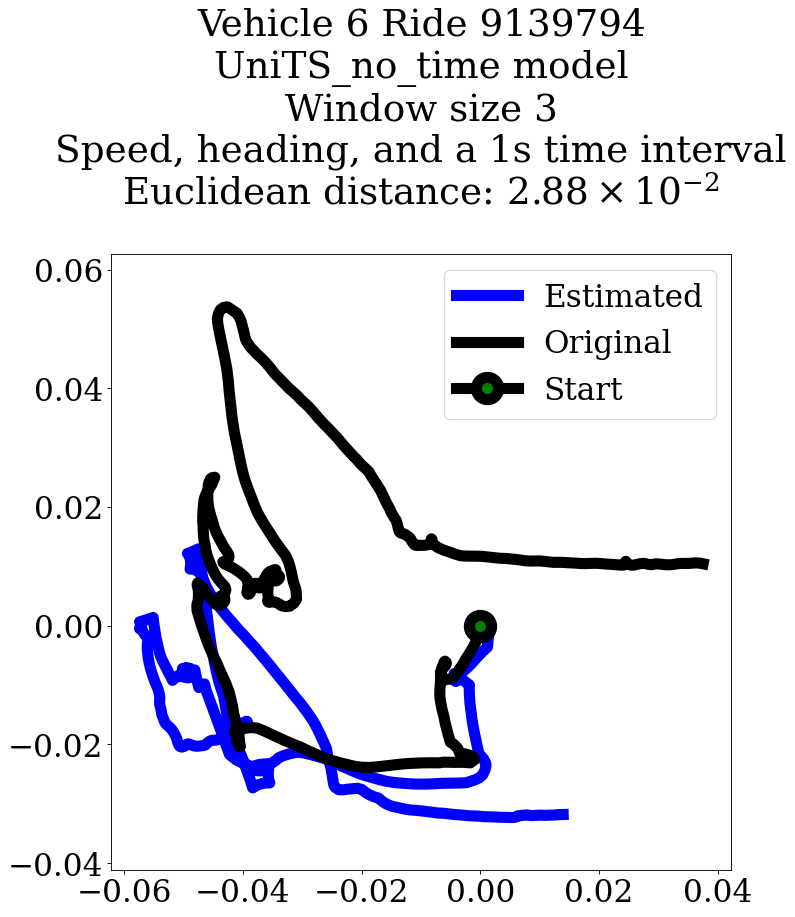 Vehicle 6 Ride 9139794
UniTS_no_time model
Window size 3
Speed, heading, and a 1s time interval
Euclidean distance: 2.88 × 10⁻²
0.06
0.04
0.02
0.00
−0.02
−0.04
Estimated
Original
Start
−0.06 −0.04 −0.02 0.00 0.02 0.04